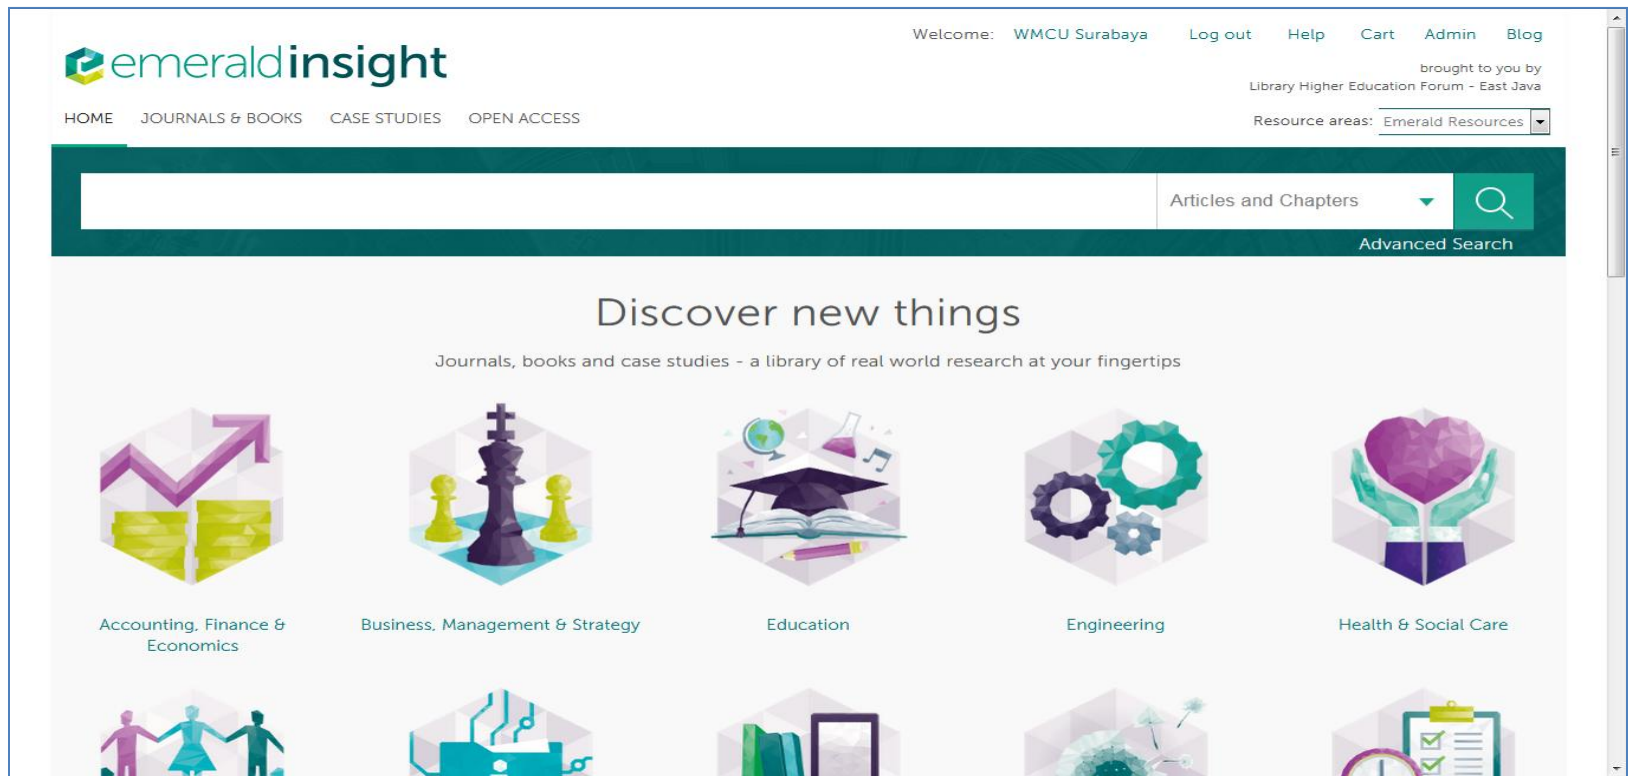 emeraldinsight
Welcome: WMCU Surabaya Log out Help Cart Admin Blog
brought to you by
Library Higher Education Forum - East Java
HOME JOURNALS & BOOKS CASE STUDIES OPEN ACCESS
Resource areas: Emerald Resources
Articles and Chapters
Advanced Search
Discover new things
Journals, books and case studies - a library of real world research at your fingertips
Accounting, Finance &
Economics
Business, Management & Strategy
Education
Engineering
Health & Social Care